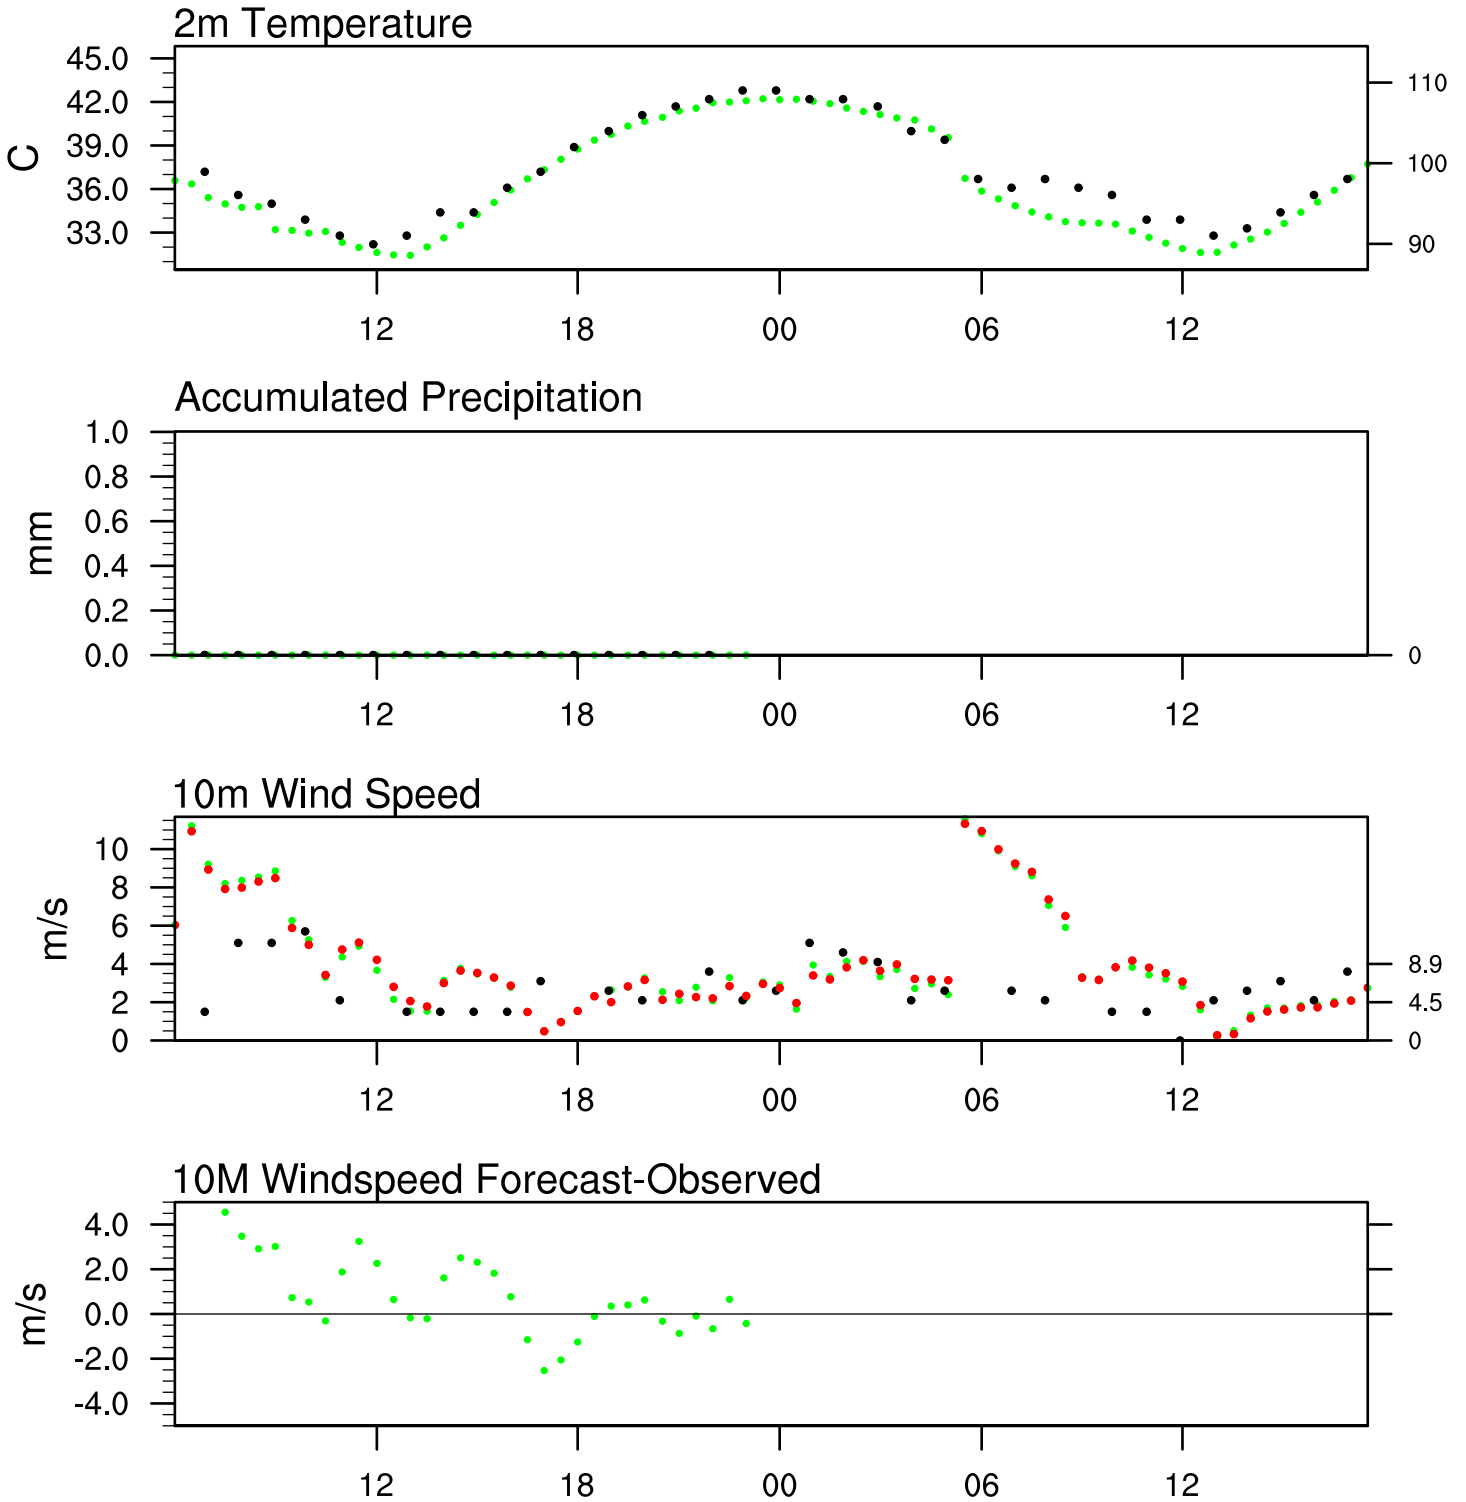 2m Temperature
45.0
42.0
39.0
36.0
33.0
C
110
100
90
12 18 00 06 12
Accumulated Precipitation
1.0
0.8
0.6
0.4
0.2
0.0
mm
0
12 18 00 06 12
10m Wind Speed
10
8
6
4
2
0
m/s
8.9
4.5
0
12 18 00 06 12
10M Windspeed Forecast-Observed
4.0
2.0
0.0
-2.0
-4.0
m/s
12 18 00 06 12